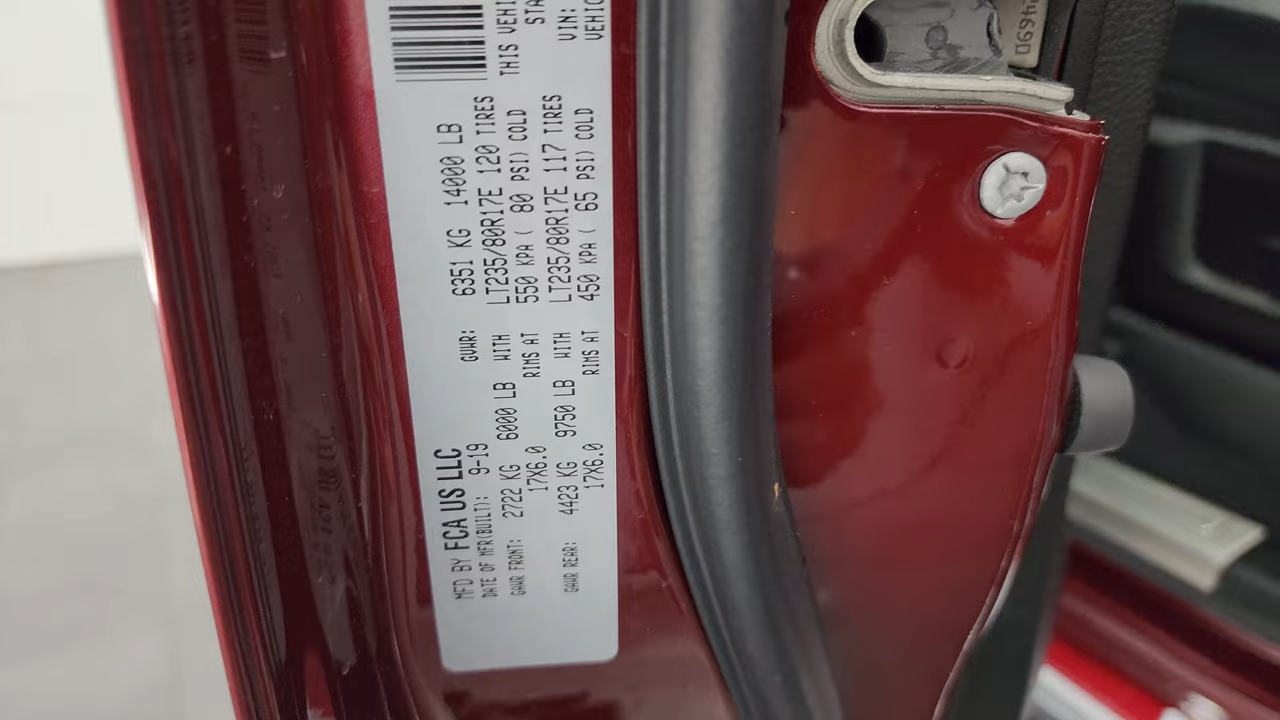 MFD BY FCA US LLC
DATE OF MFR(BUILT): 9-19 GVWR: 6351 KG 14000 LB
GAWR FRONT: 2722 KG 6000 LB WITH LT235/80R17E 120 TIRES
17X6.0 RIMS AT 550 KPA ( 80 PSI) COLD
THIS VEHI
STA
GAWR REAR: 4423 KG 9750 LB WITH LT235/80R17E 117 TIRES
17X6.0 RIMS AT 450 KPA ( 65 PSI) COLD
VIN:
VEHIC